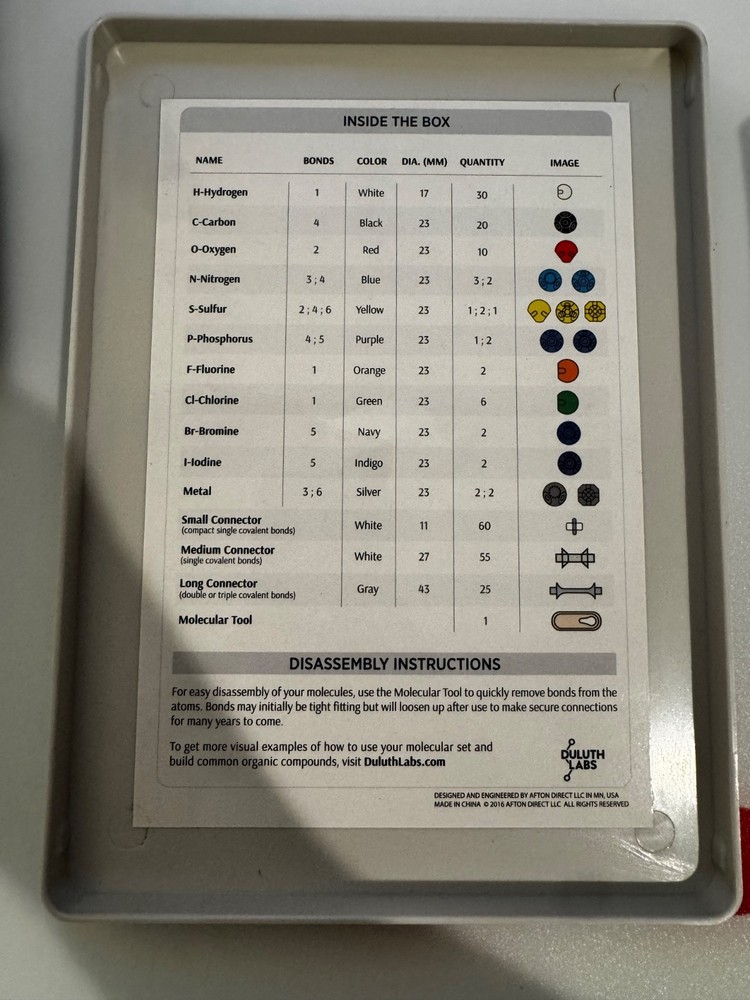 INSIDE THE BOX
NAME BONDS COLOR DIA. (MM) QUANTITY IMAGE
H-Hydrogen 1 White 17 30
C-Carbon 4 Black 23 20
O-Oxygen 2 Red 23 10
N-Nitrogen 3 ; 4 Blue 23 3 ; 2
S-Sulfur 2 ; 4 ; 6 Yellow 23 1 ; 2 ; 1
P-Phosphorus 4 ; 5 Purple 23 1 ; 2
F-Fluorine 1 Orange 23 2
Cl-Chlorine 1 Green 23 6
Br-Bromine 5 Navy 23 2
I-Iodine 5 Indigo 23 2
Metal 3 ; 6 Silver 23 2 ; 2
Small Connector White 11 60
(compact single covalent bonds)
Medium Connector White 27 55
(single covalent bonds)
Long Connector Gray 43 25
(double or triple covalent bonds)
Molecular Tool 1
DISASSEMBLY INSTRUCTIONS
For easy disassembly of your molecules, use the Molecular Tool to quickly remove bonds from the
atoms. Bonds may initially be tight fitting but will loosen up after use to make secure connections
for many years to come.
To get more visual examples of how to use your molecular set and
build common organic compounds, visit DuluthLabs.com
DULUTH
LABS
DESIGNED AND ENGINEERED BY AFTON DIRECT LLC IN MN, USA
MADE IN CHINA © 2016 AFTON DIRECT LLC ALL RIGHTS RESERVED